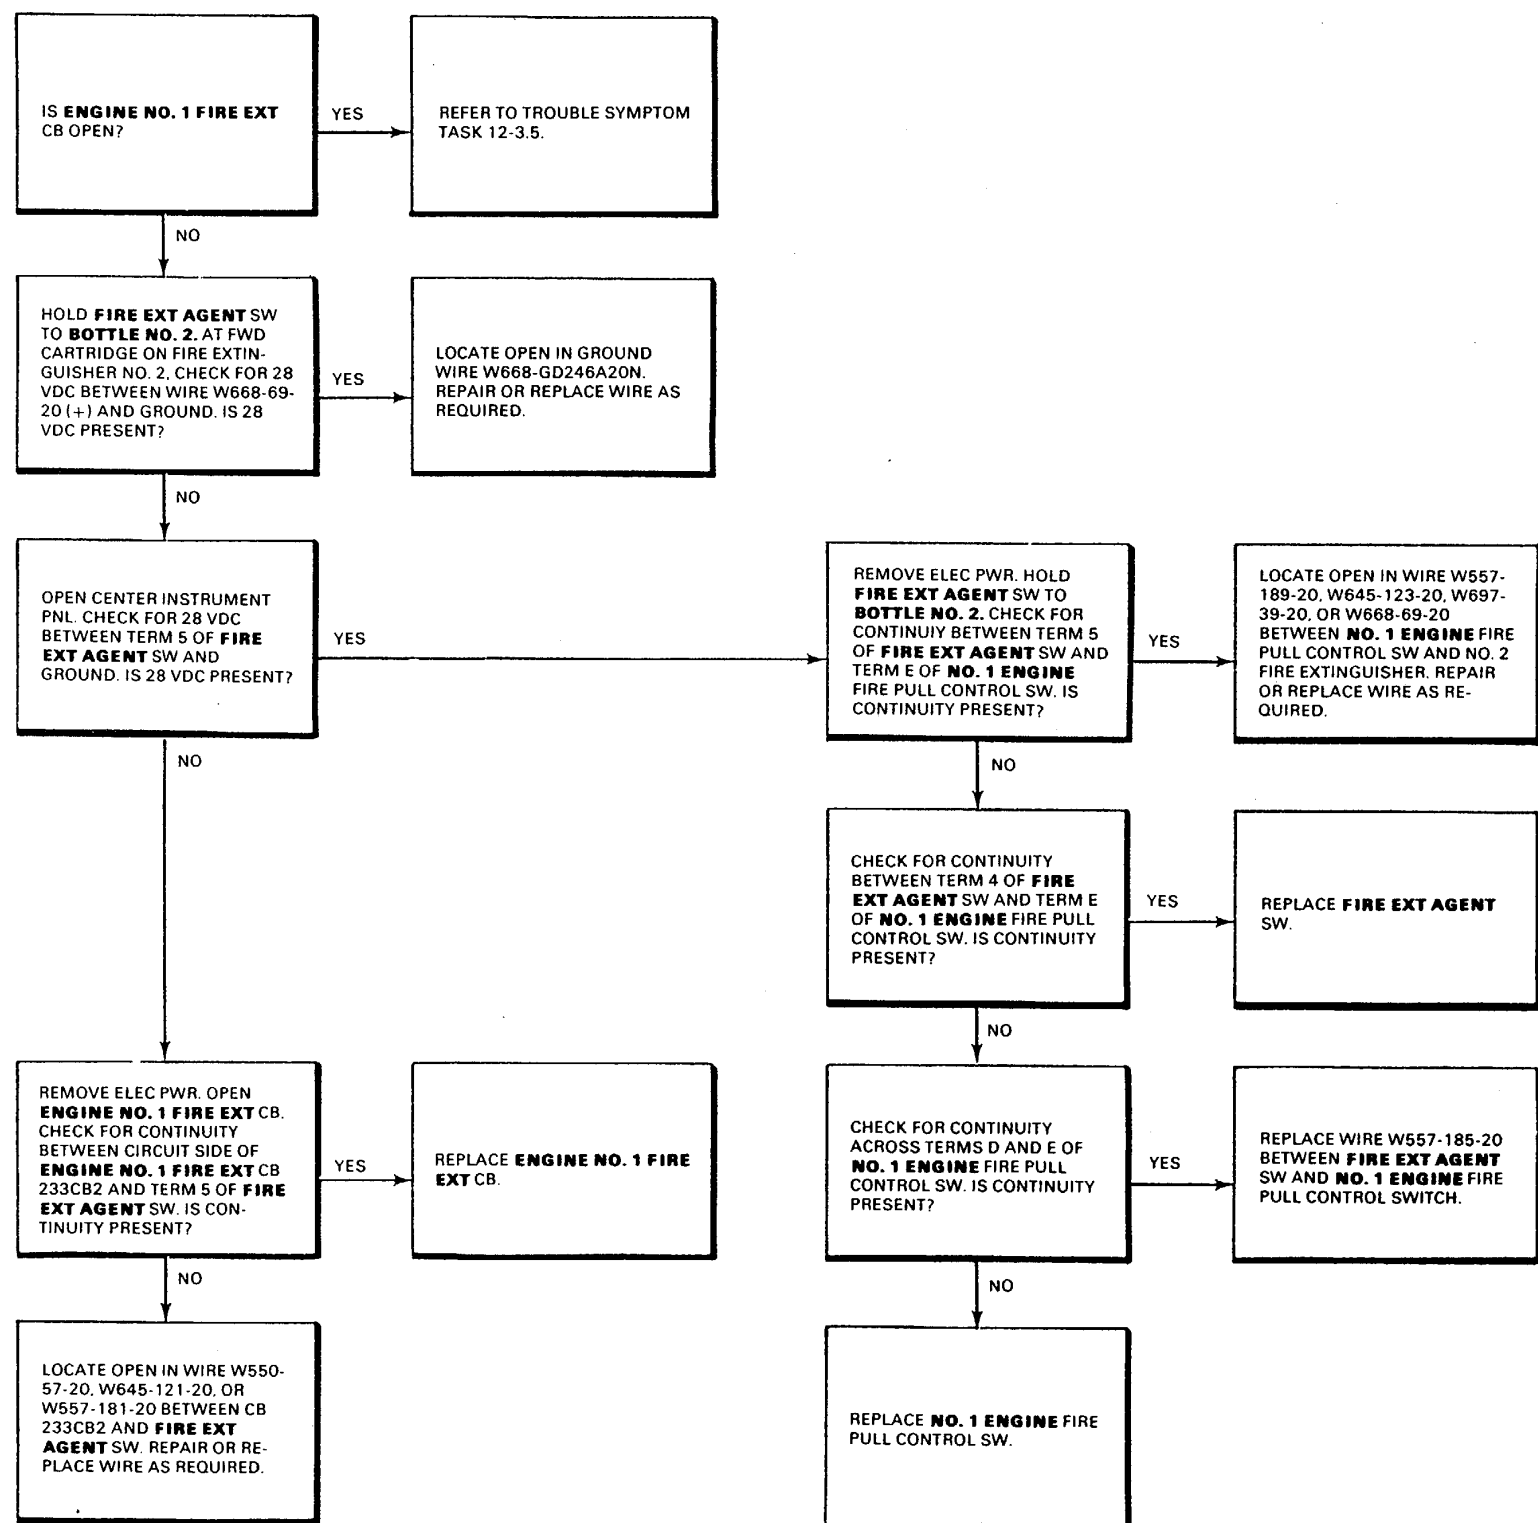 IS ENGINE NO. 1 FIRE EXT
CB OPEN?
YES
REFER TO TROUBLE SYMPTOM
TASK 12-3.5.
NO
HOLD FIRE EXT AGENT SW
TO BOTTLE NO. 2. AT FWD
CARTRIDGE ON FIRE EXTIN-
GUISHER NO. 2, CHECK FOR 28
VDC BETWEEN WIRE W668-69-
20 (+) AND GROUND. IS 28
VDC PRESENT?
YES
LOCATE OPEN IN GROUND
WIRE W668-GD246A20N.
REPAIR OR REPLACE WIRE AS
REQUIRED.
NO
OPEN CENTER INSTRUMENT
PNL. CHECK FOR 28 VDC
BETWEEN TERM 5 OF FIRE
EXT AGENT SW AND
GROUND. IS 28 VDC PRESENT?
YES
REMOVE ELEC PWR. HOLD
FIRE EXT AGENT SW TO
BOTTLE NO. 2. CHECK FOR
CONTINUIY BETWEEN TERM 5
OF FIRE EXT AGENT SW AND
TERM E OF NO. 1 ENGINE
FIRE PULL CONTROL SW. IS
CONTINUITY PRESENT?
YES
LOCATE OPEN IN WIRE W557-
189-20, W645-123-20, W697-
39-20, OR W668-69-20
BETWEEN NO. 1 ENGINE FIRE
PULL CONTROL SW AND NO. 2
FIRE EXTINGUISHER. REPAIR
OR REPLACE WIRE AS RE-
QUIRED.
NO
NO
CHECK FOR CONTINUITY
BETWEEN TERM 4 OF FIRE
EXT AGENT SW AND TERM E
OF NO. 1 ENGINE FIRE PULL
CONTROL SW. IS CONTINUITY
PRESENT?
YES
REPLACE FIRE EXT AGENT
SW.
NO
REMOVE ELEC PWR. OPEN
ENGINE NO. 1 FIRE EXT CB.
CHECK FOR CONTINUITY
BETWEEN CIRCUIT SIDE OF
ENGINE NO. 1 FIRE EXT CB
233CB2 AND TERM 5 OF FIRE
EXT AGENT SW. IS CON-
TINUITY PRESENT?
YES
REPLACE ENGINE NO. 1 FIRE
EXT CB.
CHECK FOR CONTINUITY
ACROSS TERMS D AND E OF
NO. 1 ENGINE FIRE PULL
CONTROL SW. IS CONTINUITY
PRESENT?
YES
REPLACE WIRE W557-185-20
BETWEEN FIRE EXT AGENT
SW AND NO. 1 ENGINE FIRE
PULL CONTROL SWITCH.
NO
NO
LOCATE OPEN IN WIRE W550-
57-20, W645-121-20, OR
W557-181-20 BETWEEN CB
233CB2 AND FIRE EXT
AGENT SW. REPAIR OR RE-
PLACE WIRE AS REQUIRED.
REPLACE NO. 1 ENGINE FIRE
PULL CONTROL SW.